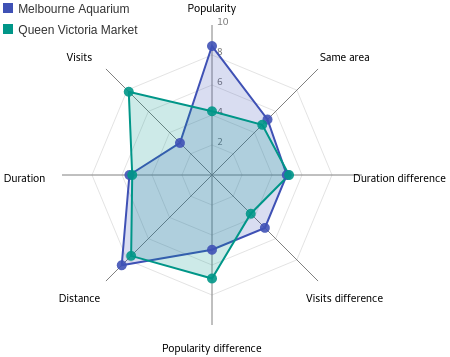 Melbourne Aquarium
Queen Victoria Market
Popularity
10
8
6
4
2
Visits
Same area
Duration
Duration difference
Distance
Visits difference
Popularity difference